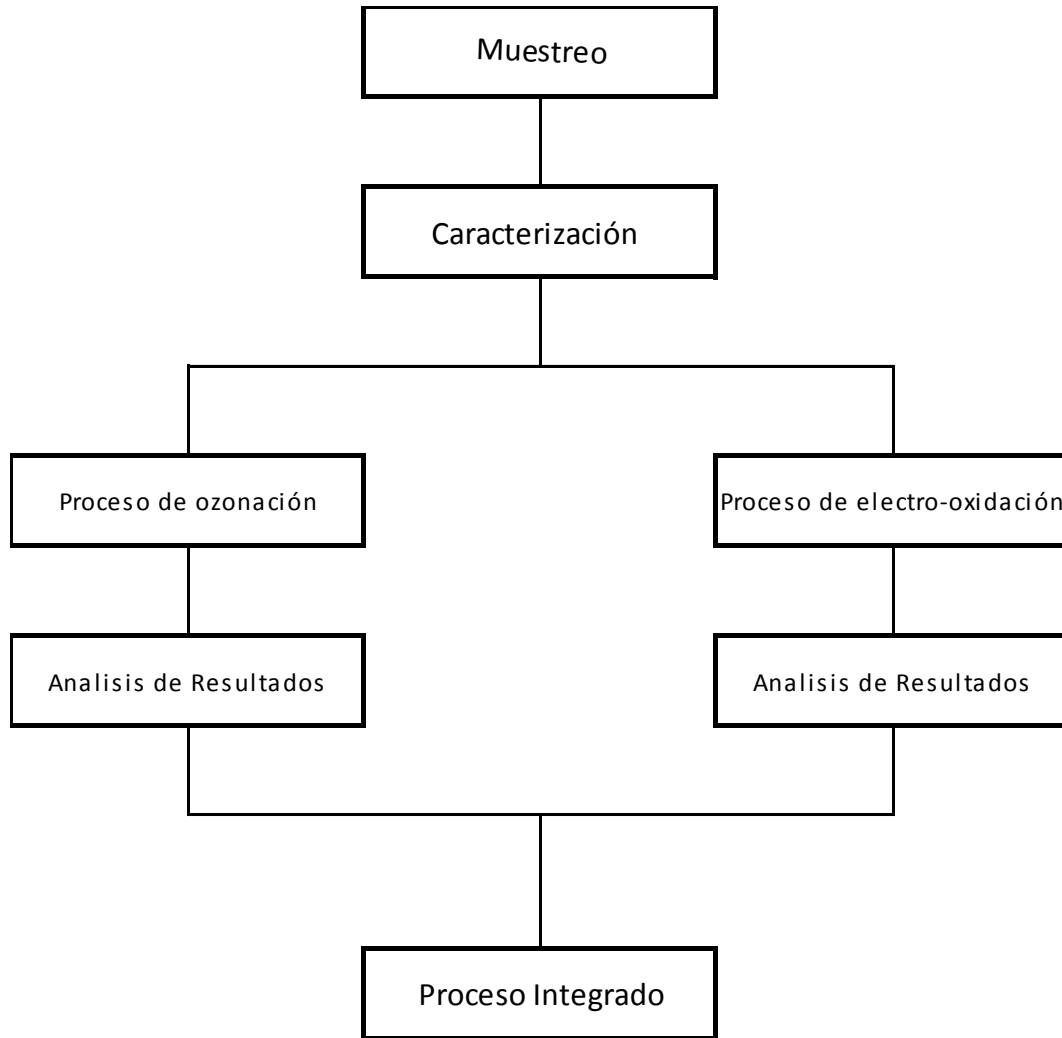 Muestreo
Caracterización
Proceso de ozonación
Proceso de electro-oxidación
Analisis de Resultados
Analisis de Resultados
Proceso Integrado